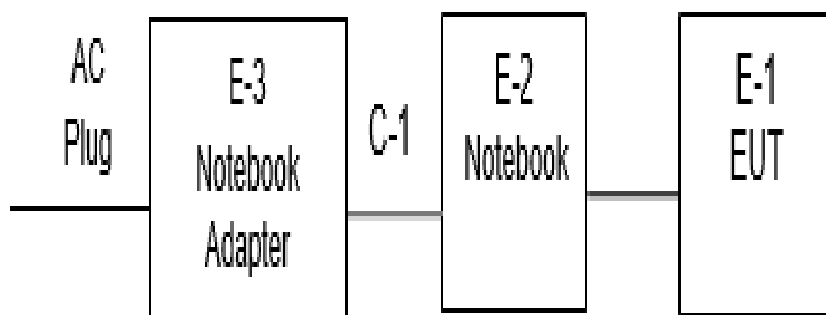 AC
Plug
E-3
Notebook
Adapter
C-1
E-2
Notebook
E-1
EUT